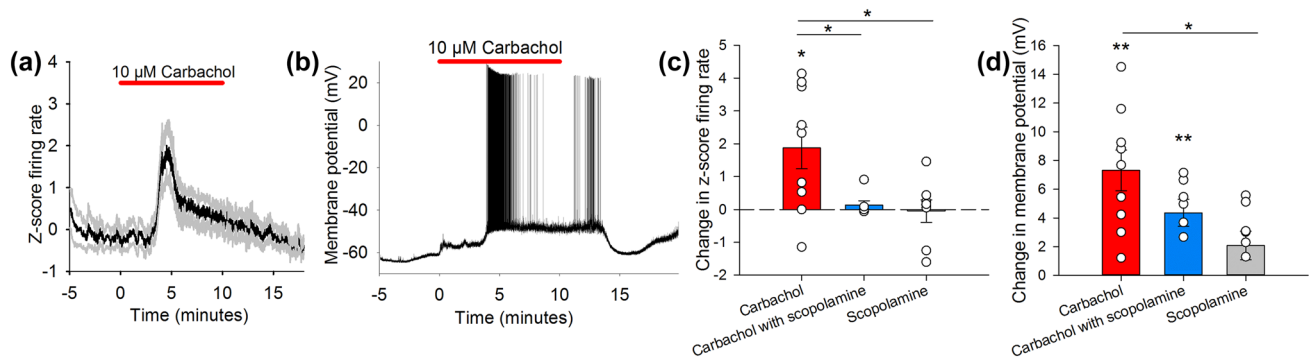 (a)
10 µM Carbachol
Z-score firing rate
4
3
2
1
0
-1
-5
0
5
10
15
Time (minutes)
(b)
10 µM Carbachol
Membrane potential (mV)
20
0
-20
-40
-60
-5
0
5
10
15
Time (minutes)
(c)
Change in z-score firing rate
5
4
3
2
1
0
-1
-2
*
*
*
Carbachol
Carbachol with scopolamine
Scopolamine
(d)
Change in membrane potential (mV)
16
14
12
10
8
6
4
2
0
*
**
**
Carbachol
Carbachol with scopolamine
Scopolamine